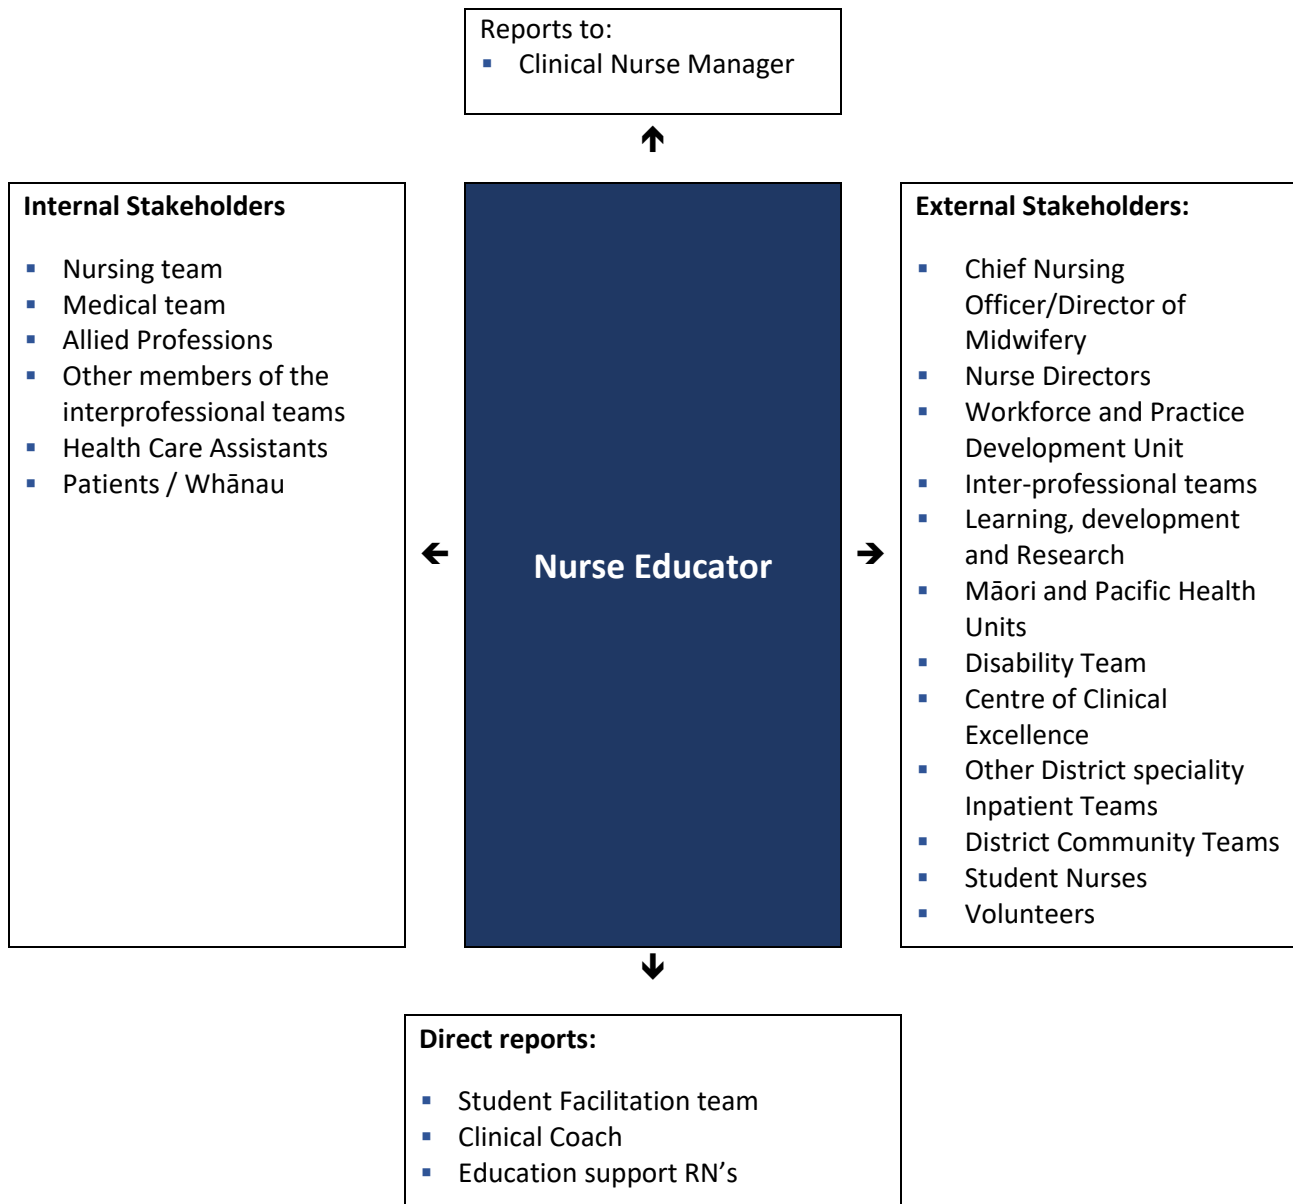 Reports to:
▪ Clinical Nurse Manager
Internal Stakeholders
▪ Nursing team
▪ Medical team
▪ Allied Professions
▪ Other members of the
interprofessional teams
▪ Health Care Assistants
▪ Patients / Whānau
Nurse Educator
External Stakeholders:
▪ Chief Nursing
Officer/Director of
Midwifery
▪ Nurse Directors
▪ Workforce and Practice
Development Unit
▪ Inter-professional teams
▪ Learning, development
and Research
▪ Māori and Pacific Health
Units
▪ Disability Team
▪ Centre of Clinical
Excellence
▪ Other District speciality
Inpatient Teams
▪ District Community Teams
▪ Student Nurses
▪ Volunteers
Direct reports:
▪ Student Facilitation team
▪ Clinical Coach
▪ Education support RN’s